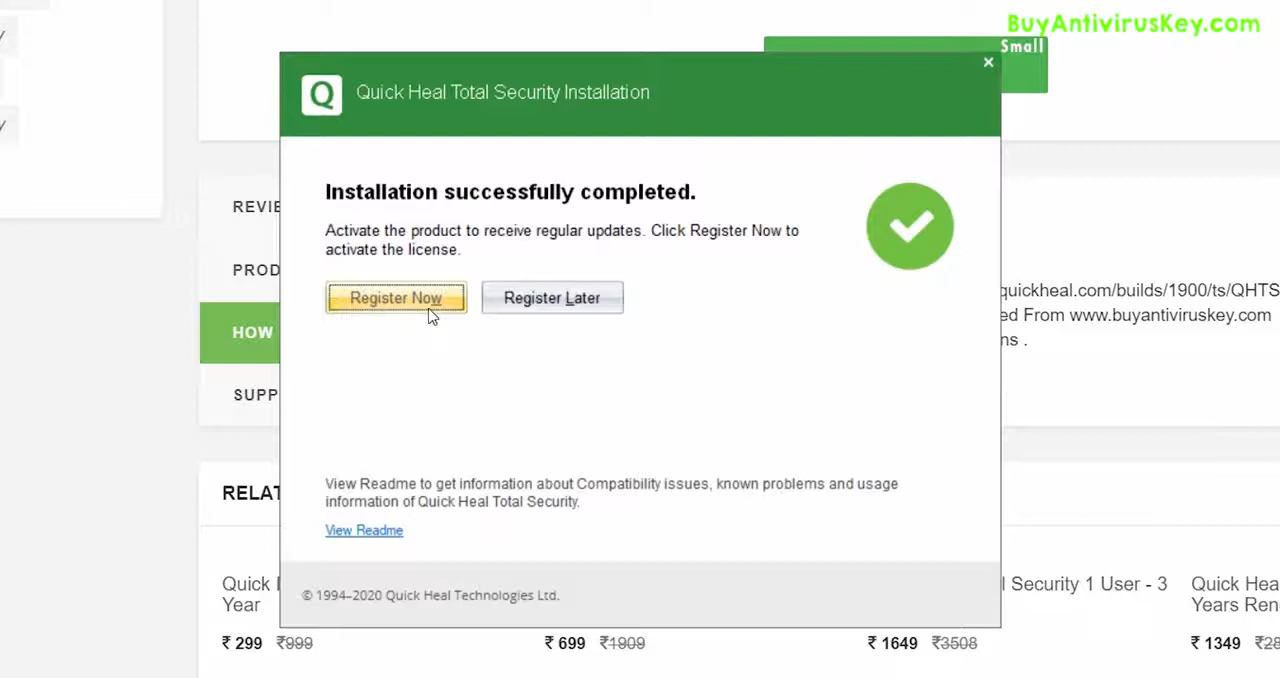 BuyAntivirusKey.com
Small
Q
Quick Heal Total Security Installation
Installation successfully completed.
Activate the product to receive regular updates. Click Register Now to
activate the license.
Register Now
Register Later
View Readme to get information about Compatibility issues, known problems and usage
information of Quick Heal Total Security.
View Readme
© 1994–2020 Quick Heal Technologies Ltd.
REVIE
PROD
HOW
SUPP
quickheal.com/builds/1900/ts/QHTS
ed From www.buyantiviruskey.com
ns .
RELAT
Quick
Year
₹ 299 ₹999
₹ 699 ₹1909
l Security 1 User - 3
₹ 1649 ₹3508
Quick Hea
Years Ren
₹ 1349 ₹28